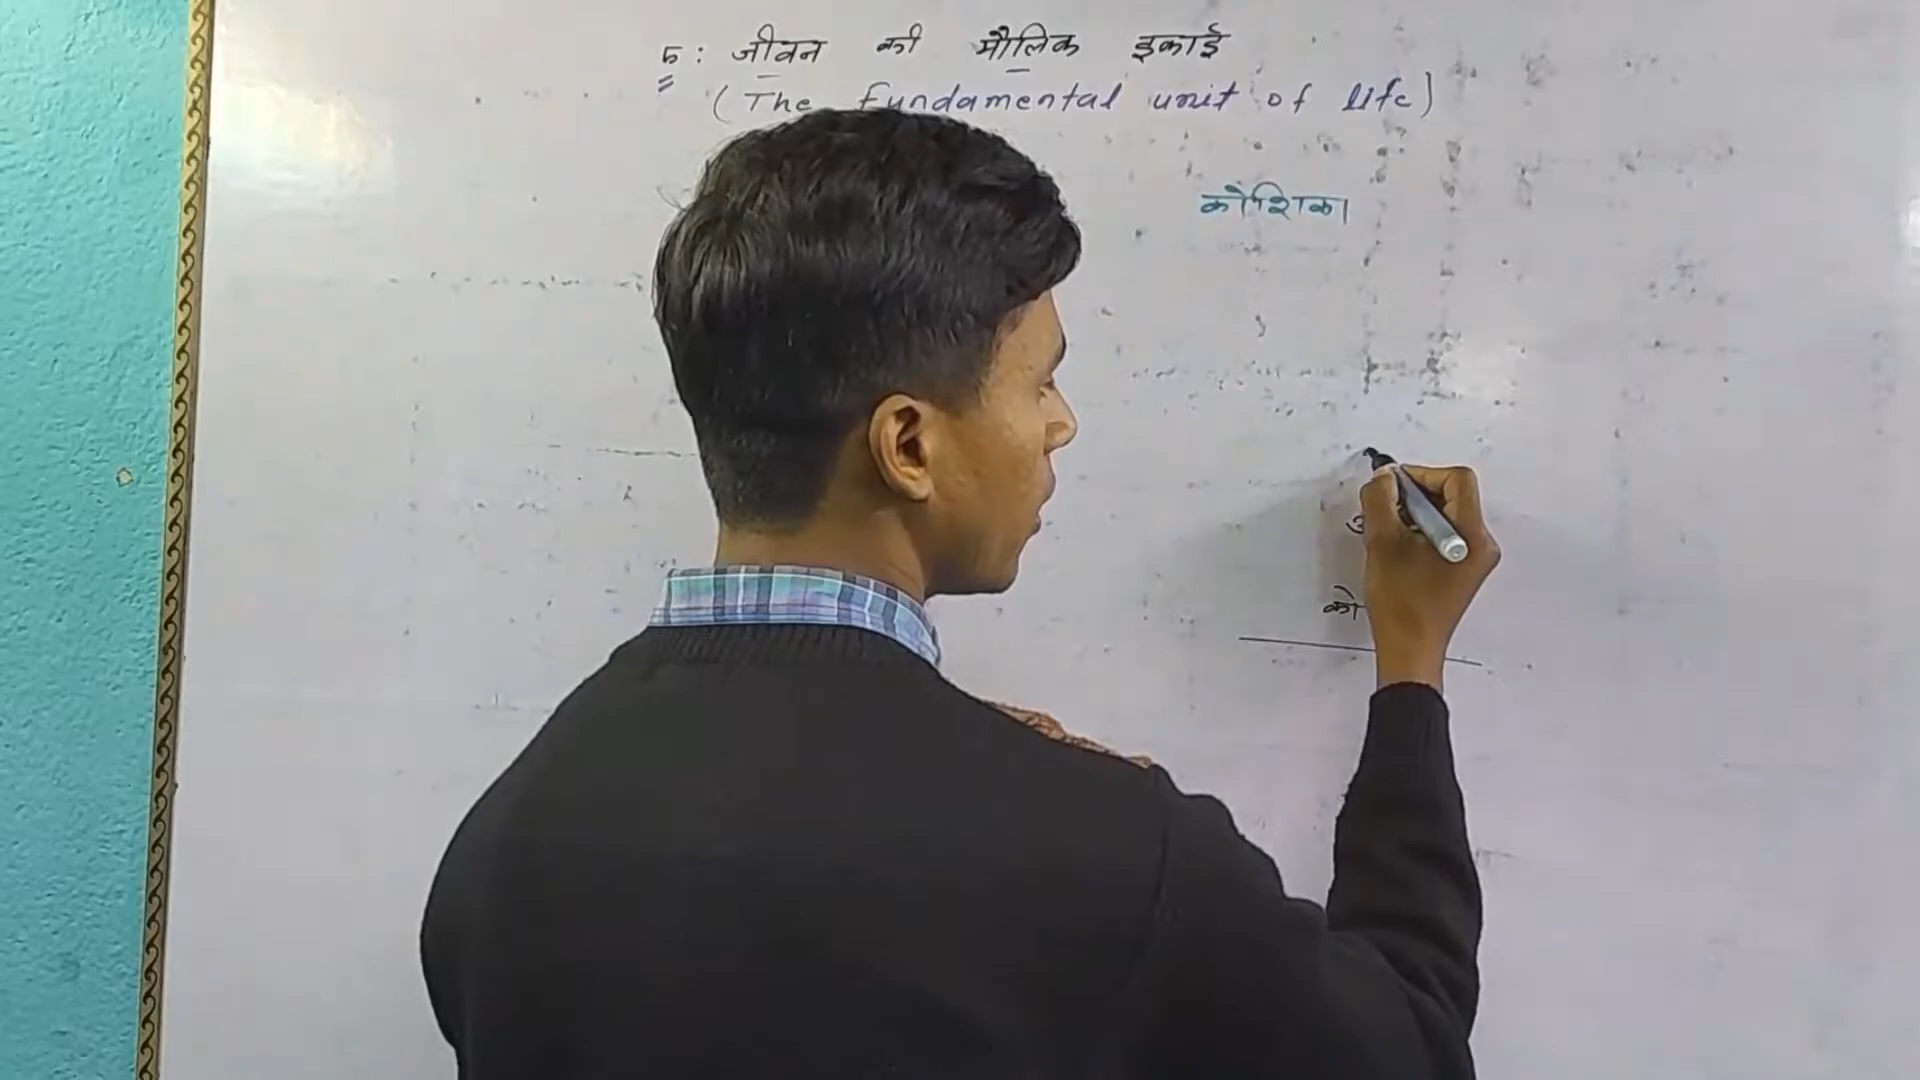 5: जीवन की मौलिक इकाई
(The Fundamental unit of life)
कोशिका
को